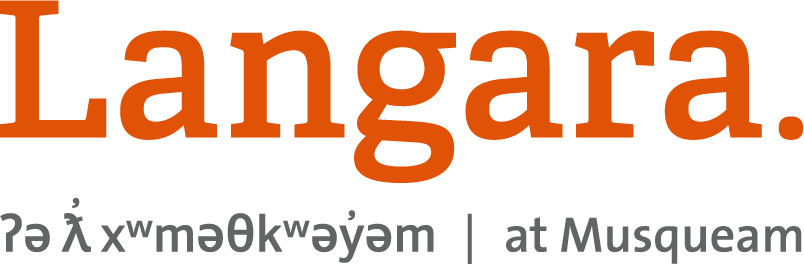 Langara.
ʔə ƛ̓ xʷməθkʷəy̓əm | at Musqueam